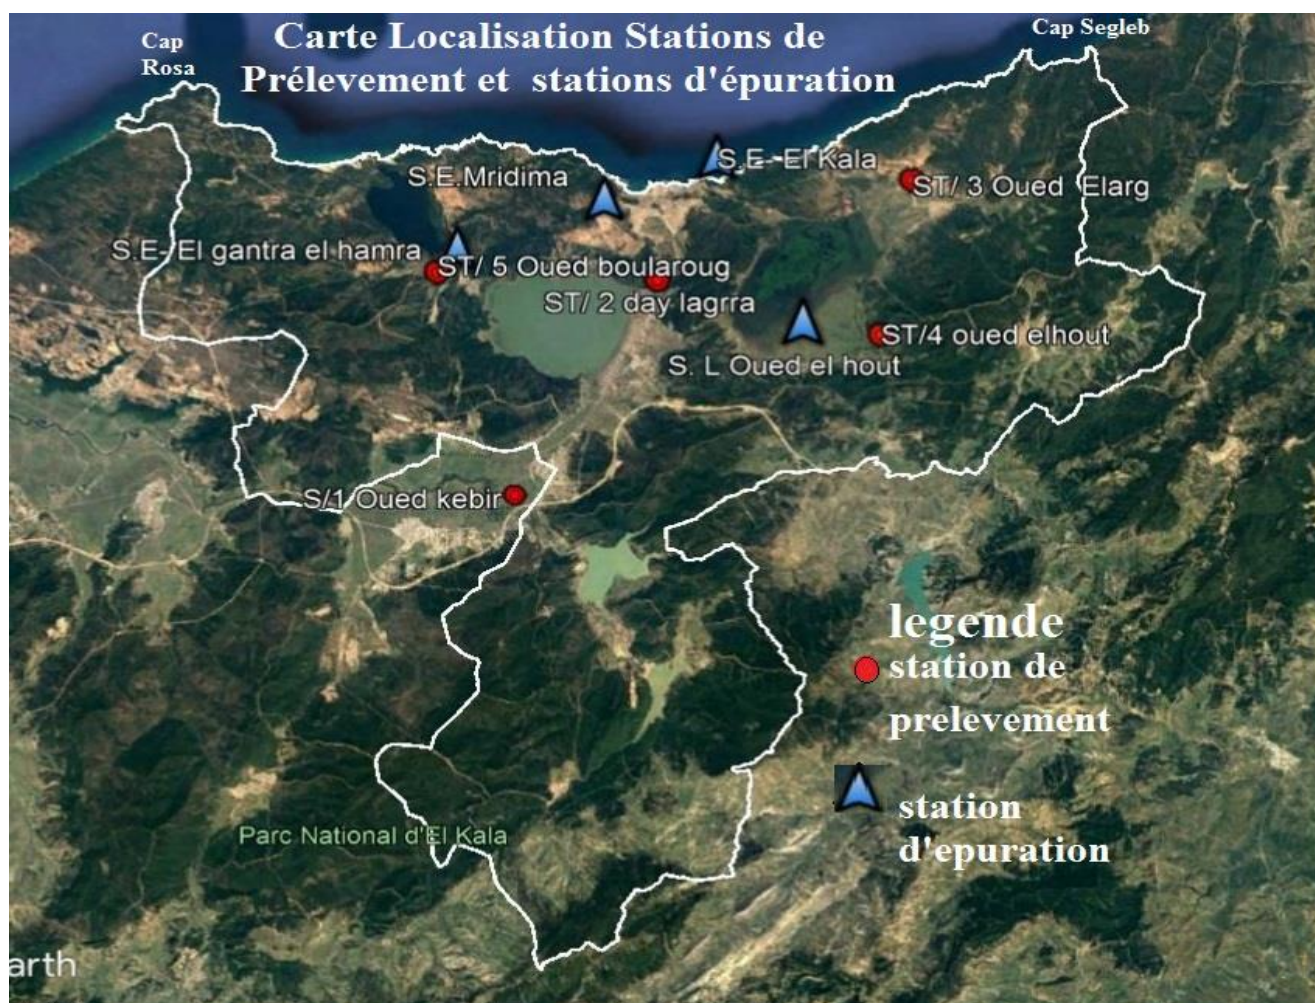 Cap
Rosa
Carte Localisation Stations de
Prélevement et stations d'épuration
Cap Segleb
S.E.Mridima
S.E- El Kala
ST/ 3 Oued Elarg
S.E- El gantra el hamra
ST/ 5 Oued boularoug
ST/ 2 day lagrra
ST/4 oued elhout
S. L Oued el hout
S/1 Oued kebir
legende
station de
prelevement
station
d'epuration
Parc National d'El Kala
arth